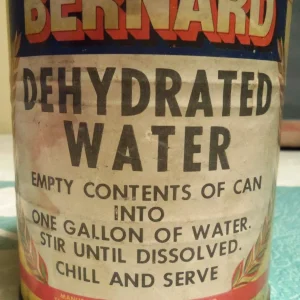 BERNARD
DEHYDRATED
WATER
EMPTY CONTENTS OF CAN
INTO
ONE GALLON OF WATER.
STIR UNTIL DISSOLVED.
CHILL AND SERVE